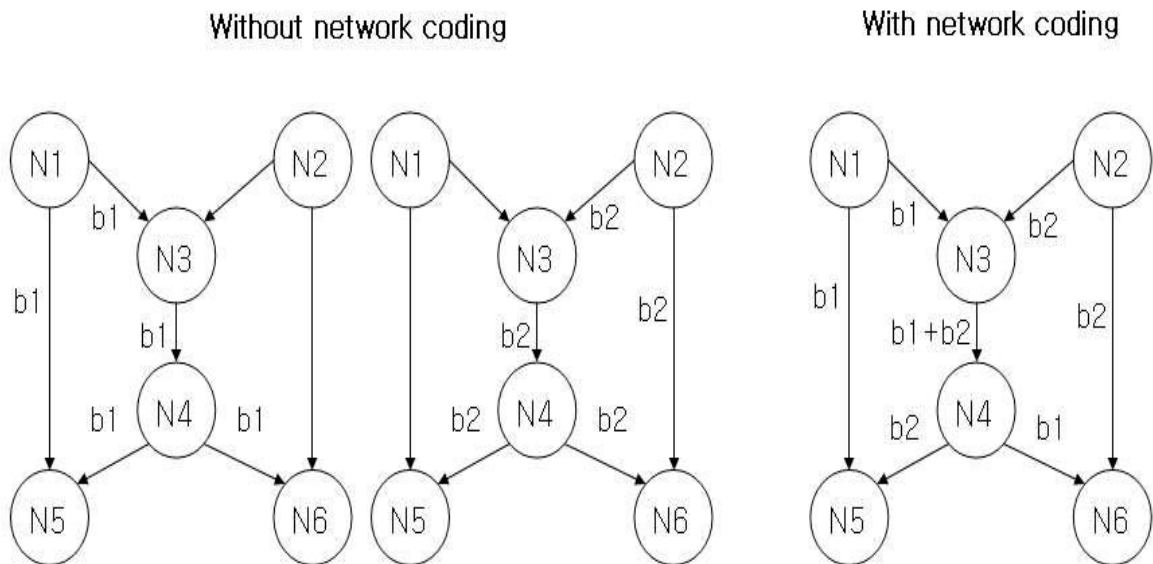 Without network coding
With network coding
N1
N2
N1
N2
N1
N2
b1
b2
b1
b2
N3
N3
N3
b1
b2
b1
b2
b1
b2
b1+b2
N4
N4
N4
b1
b1
b2
b2
b2
b1
N5
N6
N5
N6
N5
N6